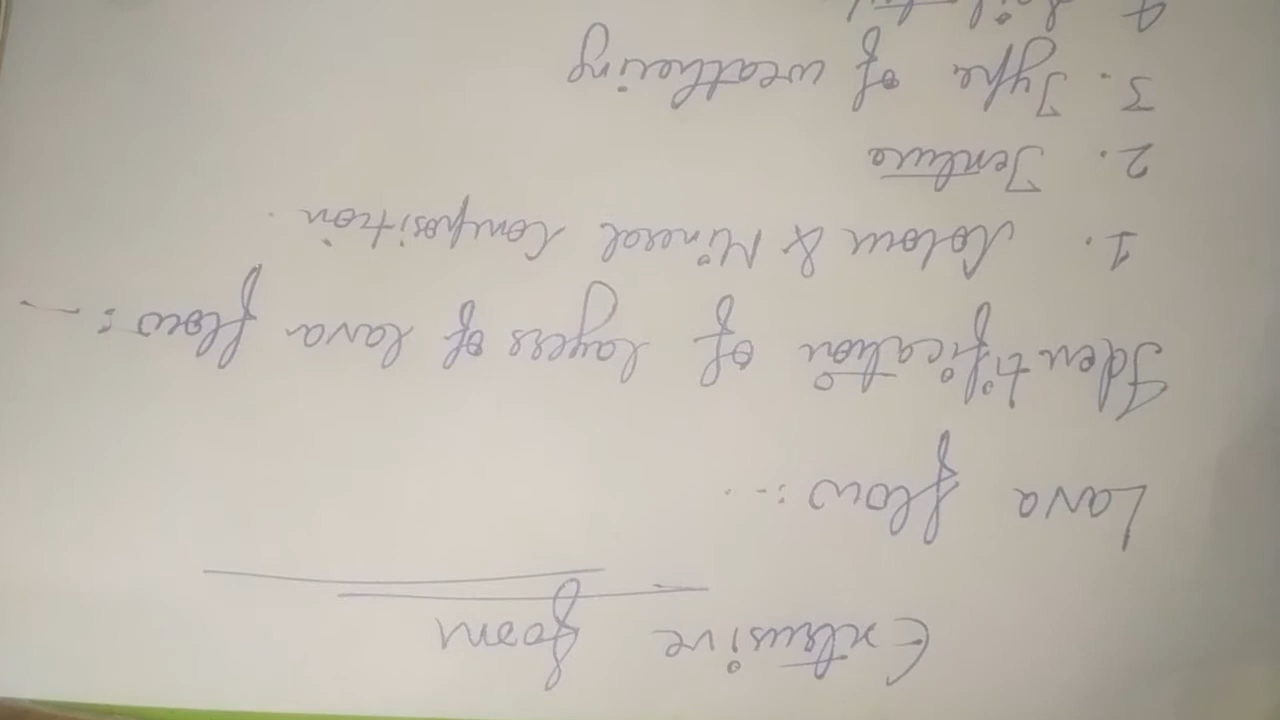 Extrusive form
Lava flow :-
Identification of layers of lava flow :-
1. Colour & Mineral Composition.
2. Texture
3. Type of weathering
4.